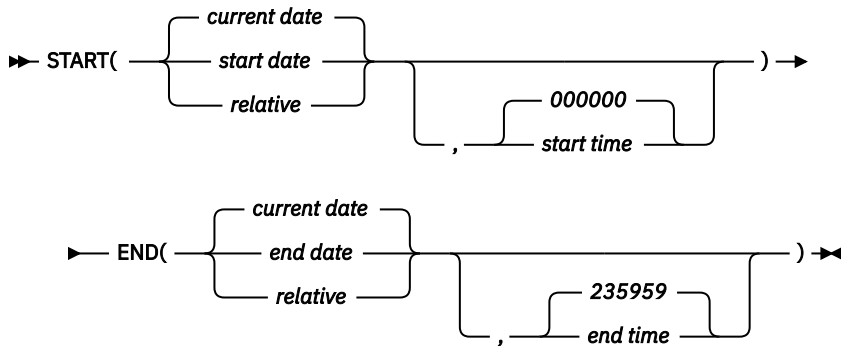 current date
START( start date )
relative
000000
, start time
current date
END( end date )
relative
235959
, end time